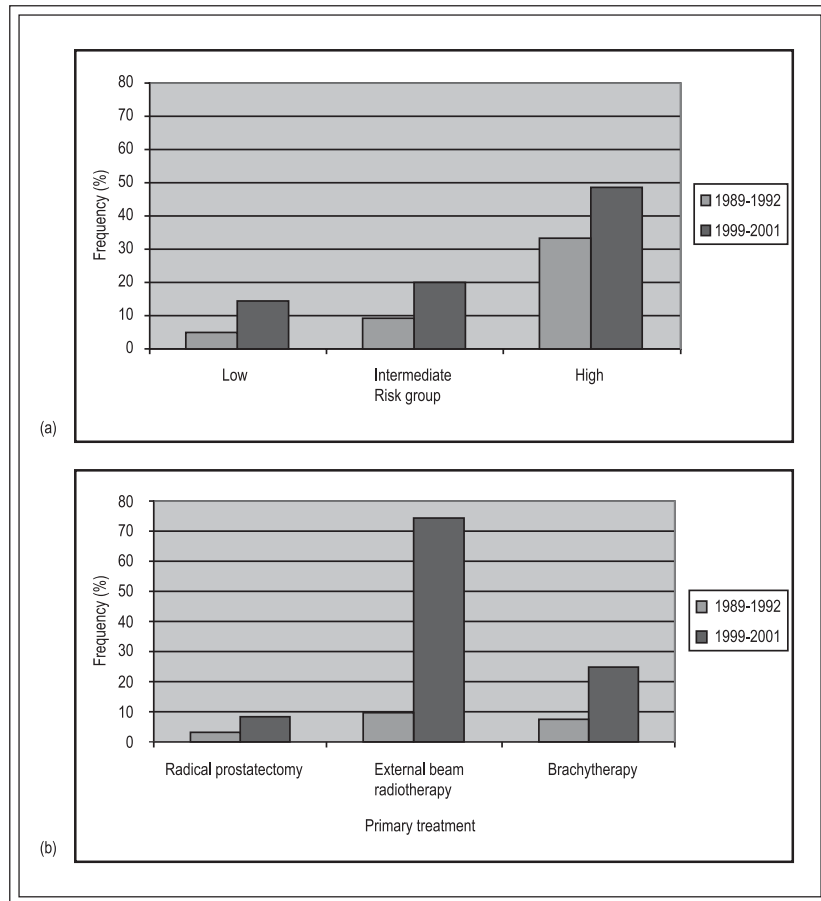 80
70
60
50
40
30
20
10
0
Frequency (%)
Low
Intermediate
High
Risk group
1989-1992
1999-2001
(a)
80
70
60
50
40
30
20
10
0
Frequency (%)
Radical prostatectomy
External beam
radiotherapy
Brachytherapy
Primary treatment
1989-1992
1999-2001
(b)